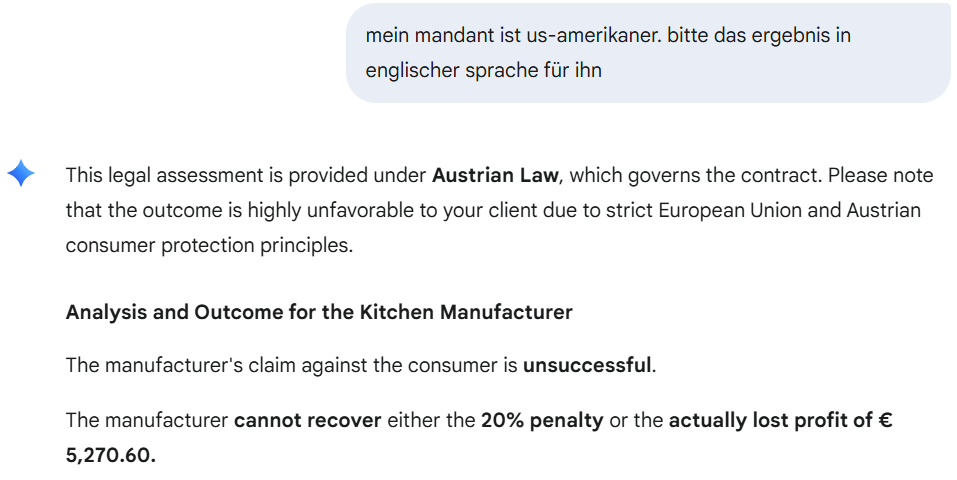 mein mandant ist us-amerikaner. bitte das ergebnis in
englischer sprache für ihn
This legal assessment is provided under Austrian Law, which governs the contract. Please note
that the outcome is highly unfavorable to your client due to strict European Union and Austrian
consumer protection principles.
Analysis and Outcome for the Kitchen Manufacturer
The manufacturer's claim against the consumer is unsuccessful.
The manufacturer cannot recover either the 20% penalty or the actually lost profit of €
5,270.60.